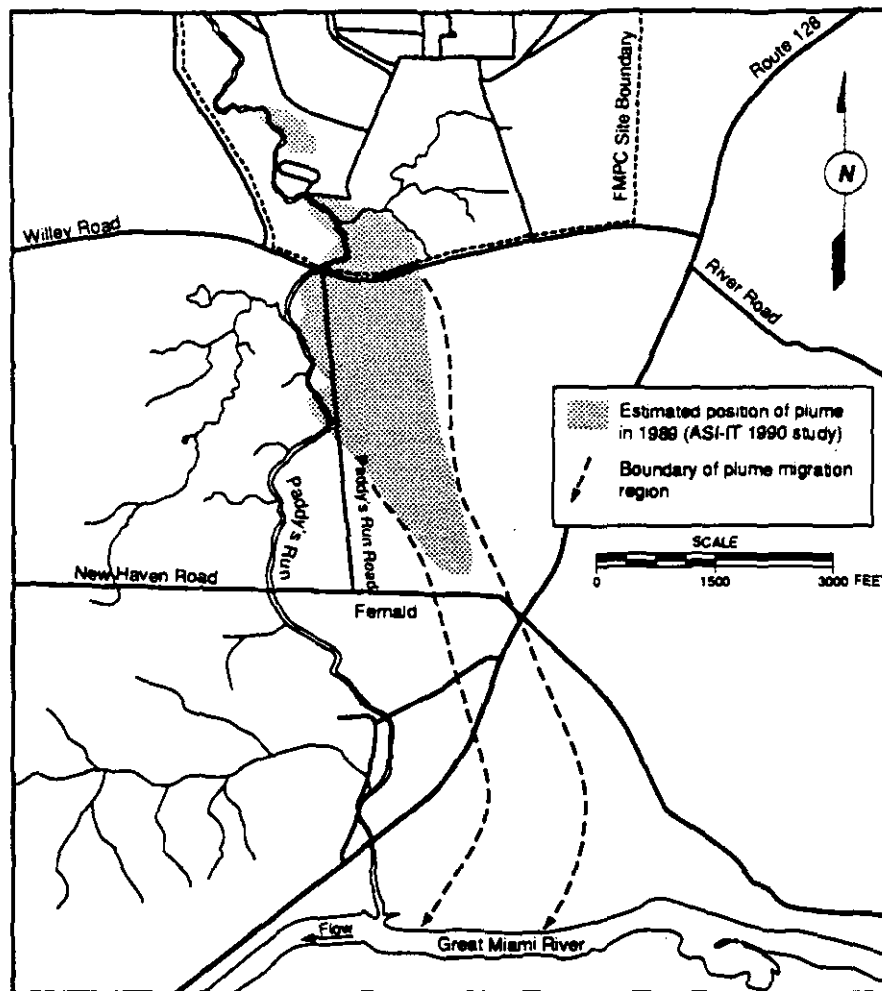 Route 128
FMPC Site Boundary
N
Willey Road
River Road
Estimated position of plume
in 1989 (ASI-IT 1990 study)
Boundary of plume migration
region
Paddy's Run
Paddy's Run Road
SCALE
0 1500 3000 FEET
New Haven Road
Fernald
Flow
Great Miami River